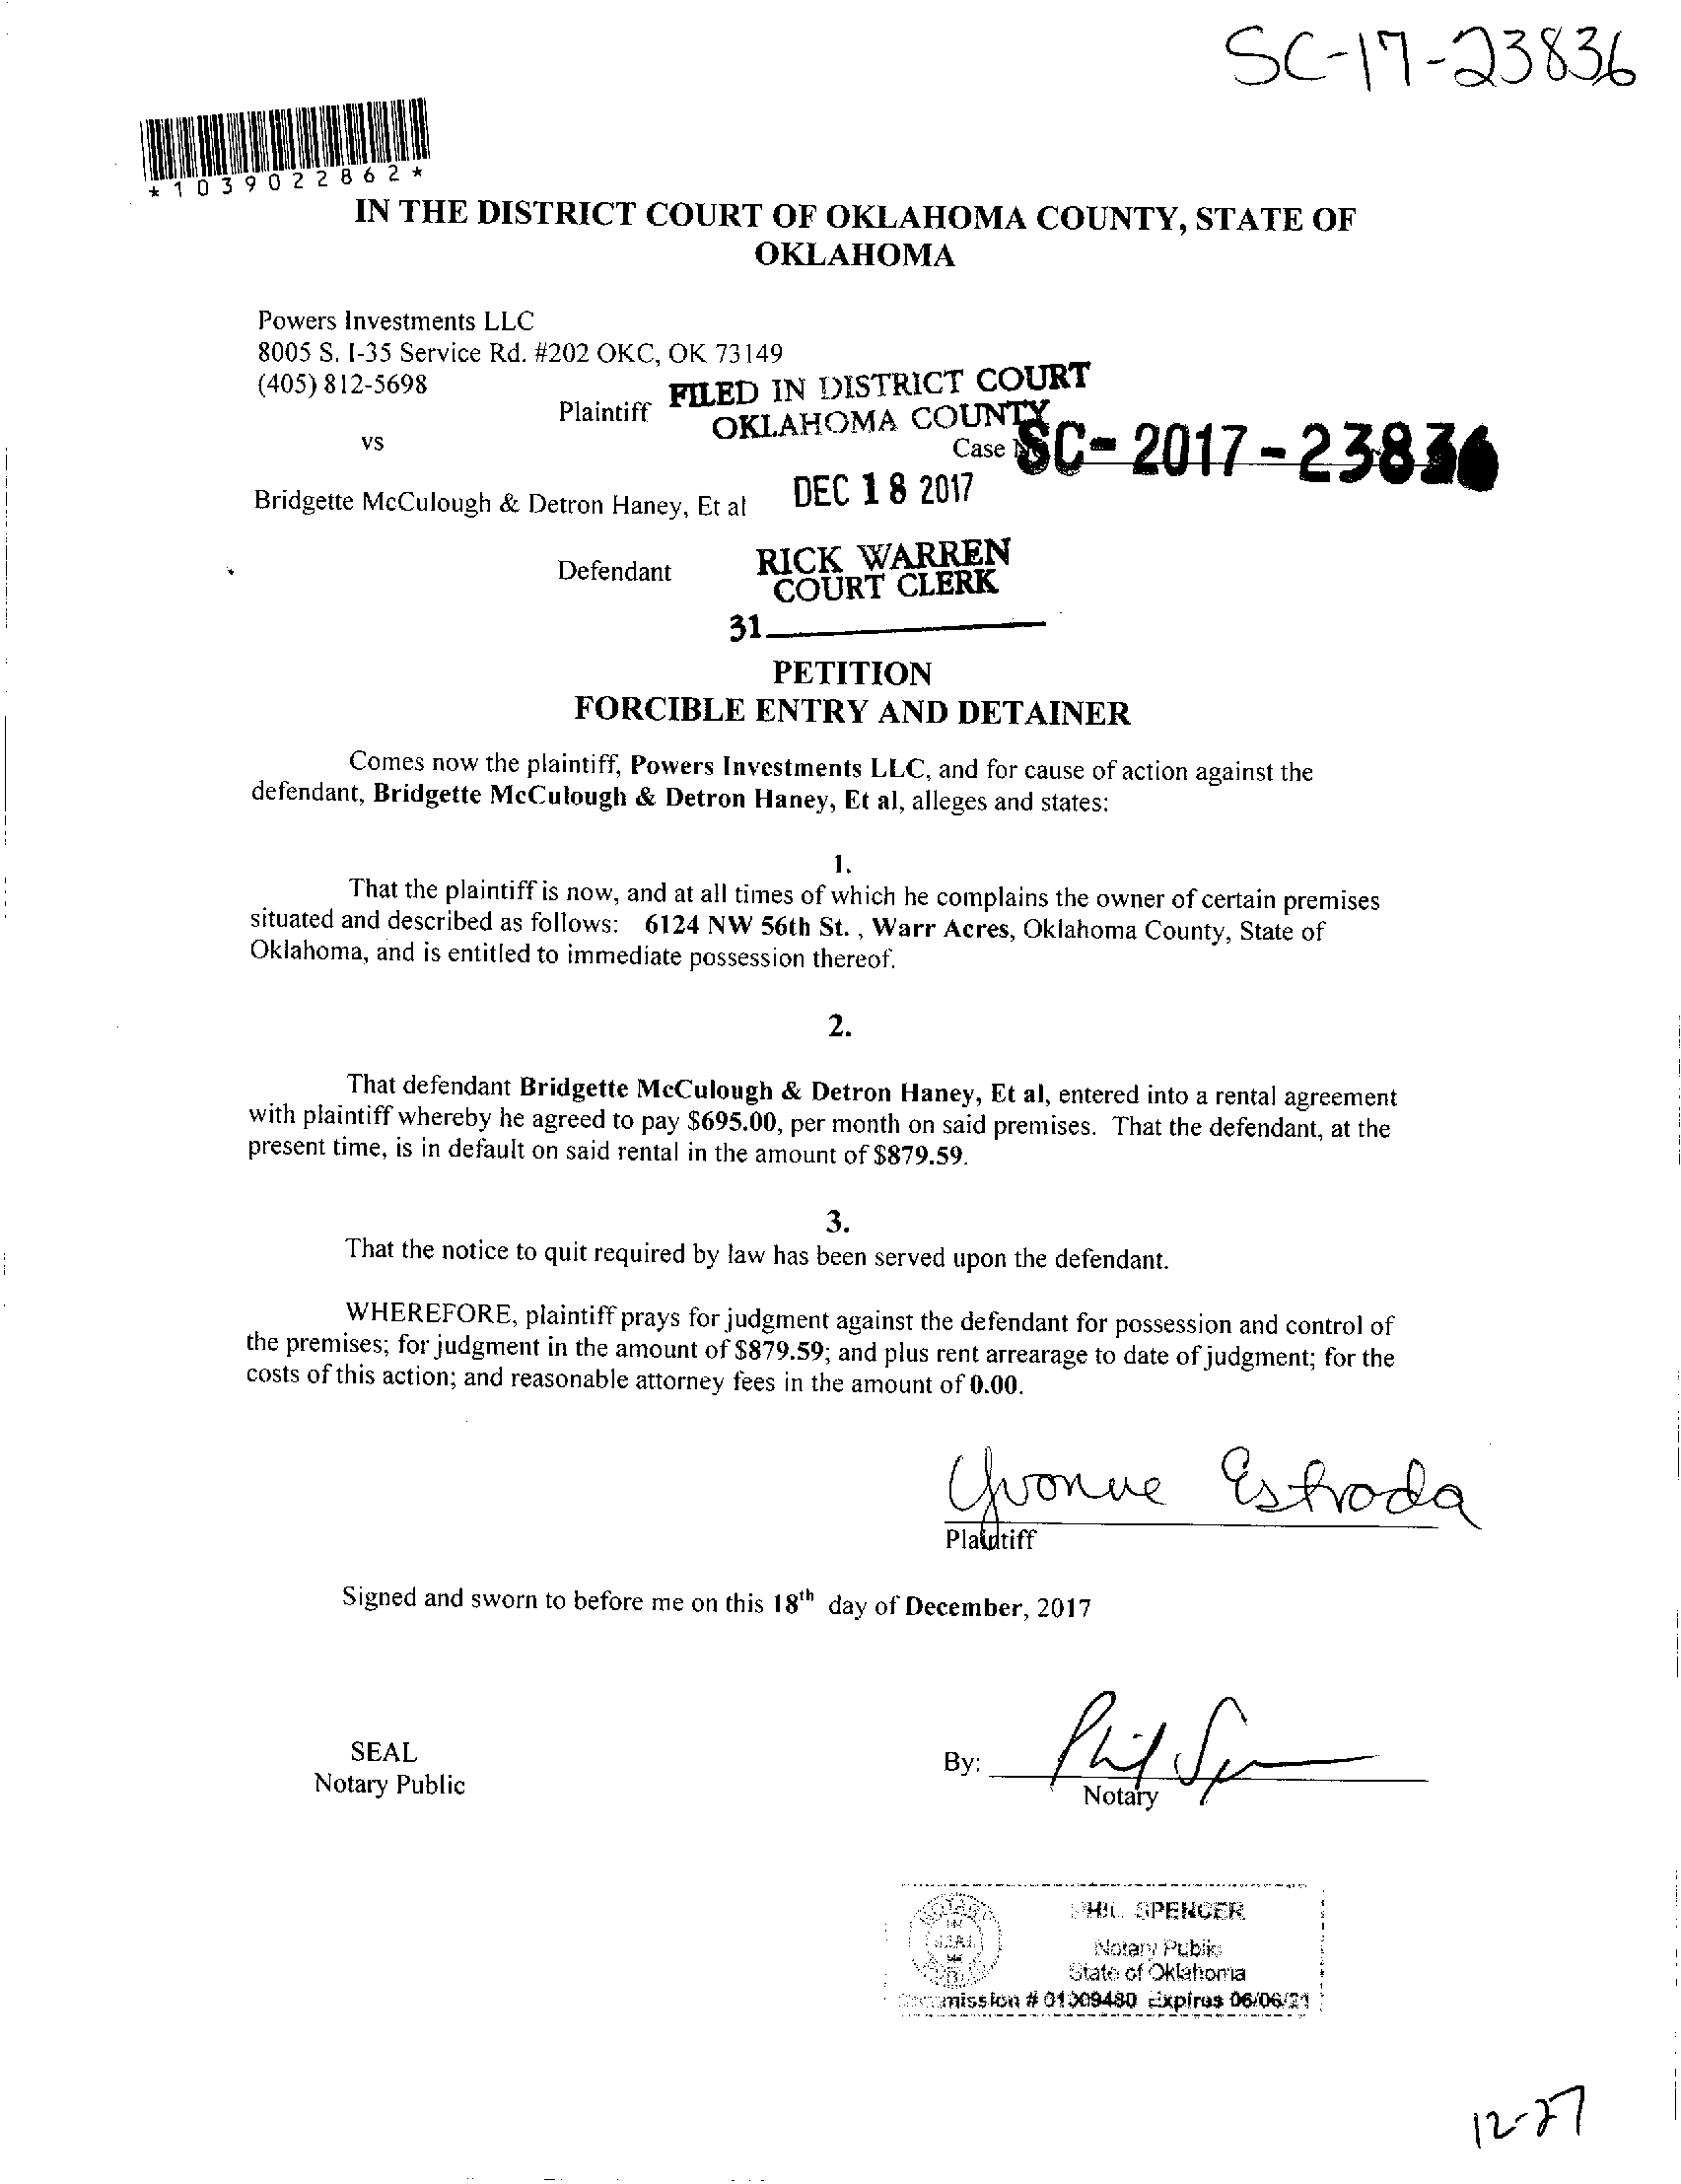 SC-17-23836
*1039022862*
IN THE DISTRICT COURT OF OKLAHOMA COUNTY, STATE OF
OKLAHOMA
Powers Investments LLC
8005 S. I-35 Service Rd. #202 OKC, OK 73149
(405) 812-5698
Plaintiff
FILED IN DISTRICT COURT
OKLAHOMA COUNTY
vs
Case
SC-2017-23836
DEC 18 2017
Bridgette McCulough & Detron Haney, Et al
Defendant
RICK WARREN
COURT CLERK
31
PETITION
FORCIBLE ENTRY AND DETAINER
Comes now the plaintiff, Powers Investments LLC, and for cause of action against the
defendant, Bridgette McCulough & Detron Haney, Et al, alleges and states:
1.
That the plaintiff is now, and at all times of which he complains the owner of certain premises
situated and described as follows: 6124 NW 56th St. , Warr Acres, Oklahoma County, State of
Oklahoma, and is entitled to immediate possession thereof.
2.
That defendant Bridgette McCulough & Detron Haney, Et al, entered into a rental agreement
with plaintiff whereby he agreed to pay $695.00, per month on said premises. That the defendant, at the
present time, is in default on said rental in the amount of $879.59.
3.
That the notice to quit required by law has been served upon the defendant.
WHEREFORE, plaintiff prays for judgment against the defendant for possession and control of
the premises; for judgment in the amount of $879.59; and plus rent arrearage to date of judgment; for the
costs of this action; and reasonable attorney fees in the amount of 0.00.
Yvonne Estrada
Plaintiff
Signed and sworn to before me on this 18th day of December, 2017
SEAL
Notary Public
By:
Notary
PHIL SPENCER
Notary Public
State of Oklahoma
Commission # 01009480 Expires 06/06/21
12-27